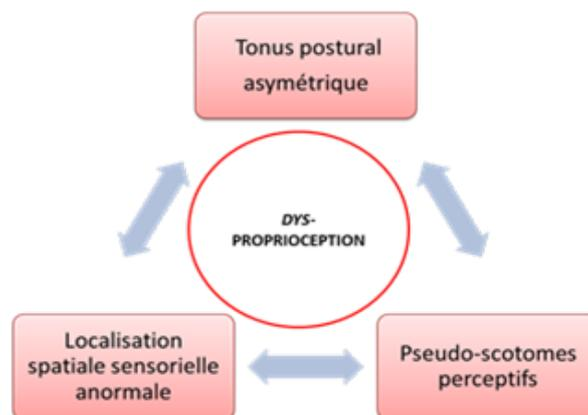 Tonus postural
asymétrique
DYS-
PROPRIOCEPTION
Localisation
spatiale sensorielle
anormale
Pseudo-scotomes
perceptifs